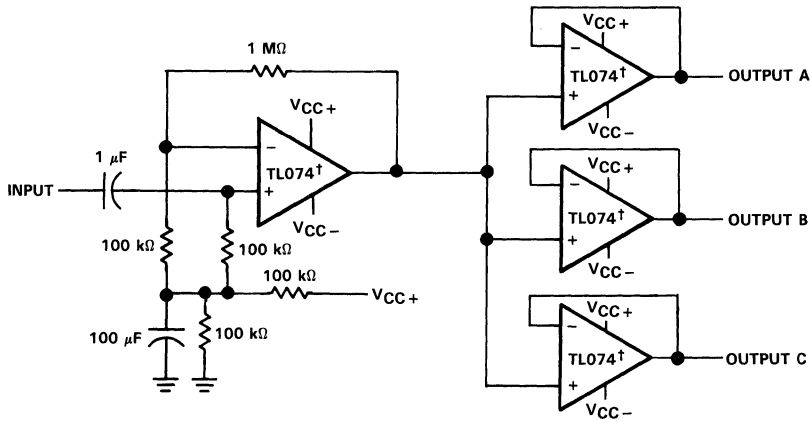 1 MΩ
VCC+
1 μF
−
TL074†
INPUT
+
VCC−
100 kΩ
100 kΩ
100 kΩ
VCC+
100 μF
100 kΩ
VCC+
−
TL074†
OUTPUT A
+
VCC−
VCC+
−
TL074†
OUTPUT B
+
VCC−
VCC+
−
TL074†
OUTPUT C
+
VCC−